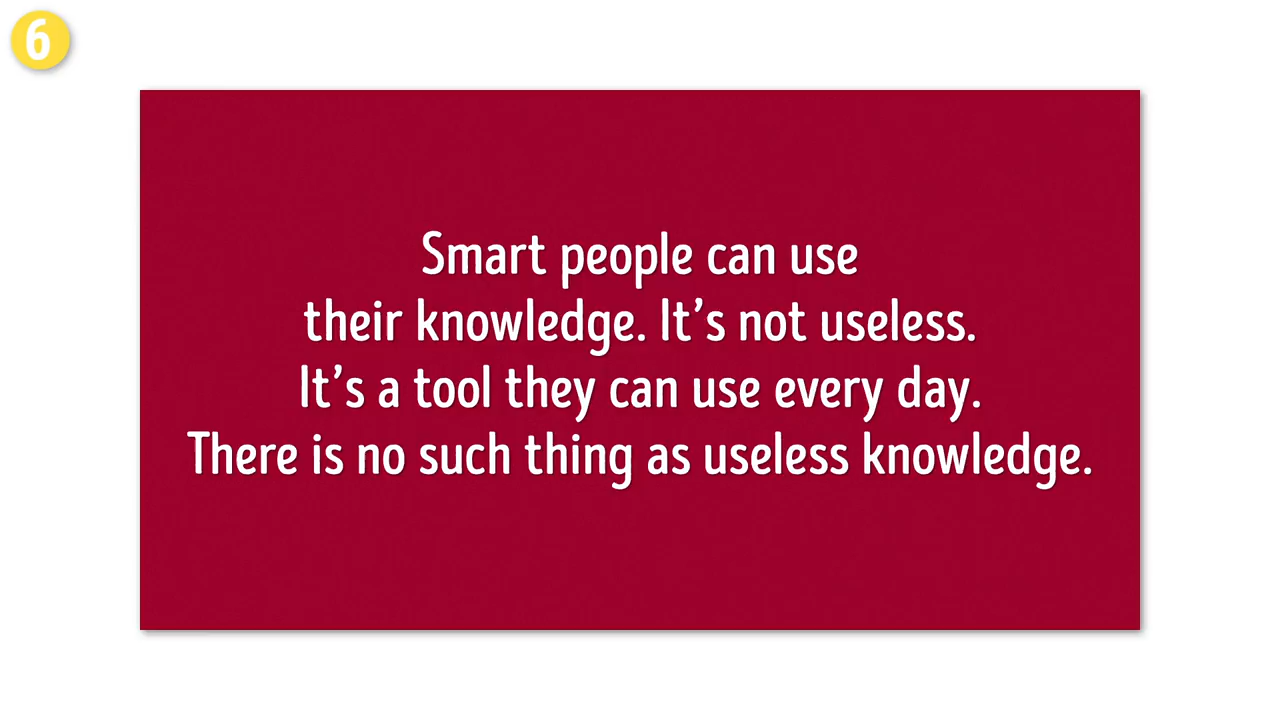 6
Smart people can use
their knowledge. It’s not useless.
It’s a tool they can use every day.
There is no such thing as useless knowledge.